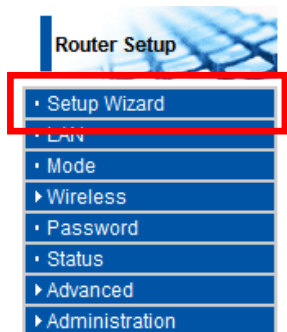 Router Setup
Setup Wizard
LAN
Mode
Wireless
Password
Status
Advanced
Administration